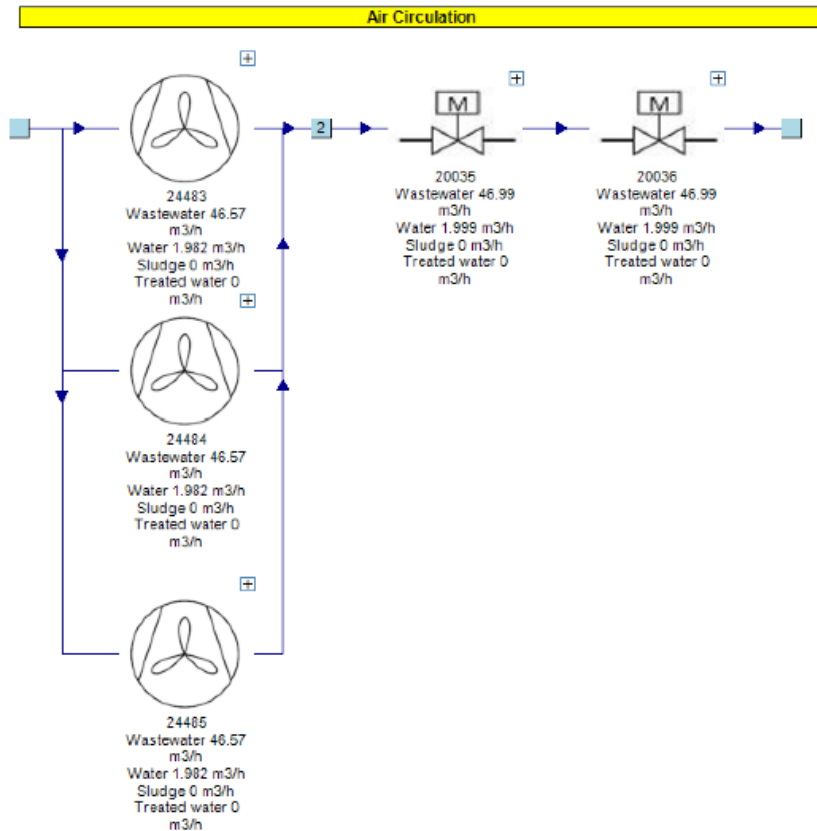 Air Circulation
24483
Wastewater 46.57
m3/h
Water 1.982 m3/h
Sludge 0 m3/h
Treated water 0
m3/h
2
M
20035
Wastewater 46.99
m3/h
Water 1.999 m3/h
Sludge 0 m3/h
Treated water 0
m3/h
M
20036
Wastewater 46.99
m3/h
Water 1.999 m3/h
Sludge 0 m3/h
Treated water 0
m3/h
24484
Wastewater 46.57
m3/h
Water 1.982 m3/h
Sludge 0 m3/h
Treated water 0
m3/h
24485
Wastewater 46.57
m3/h
Water 1.982 m3/h
Sludge 0 m3/h
Treated water 0
m3/h